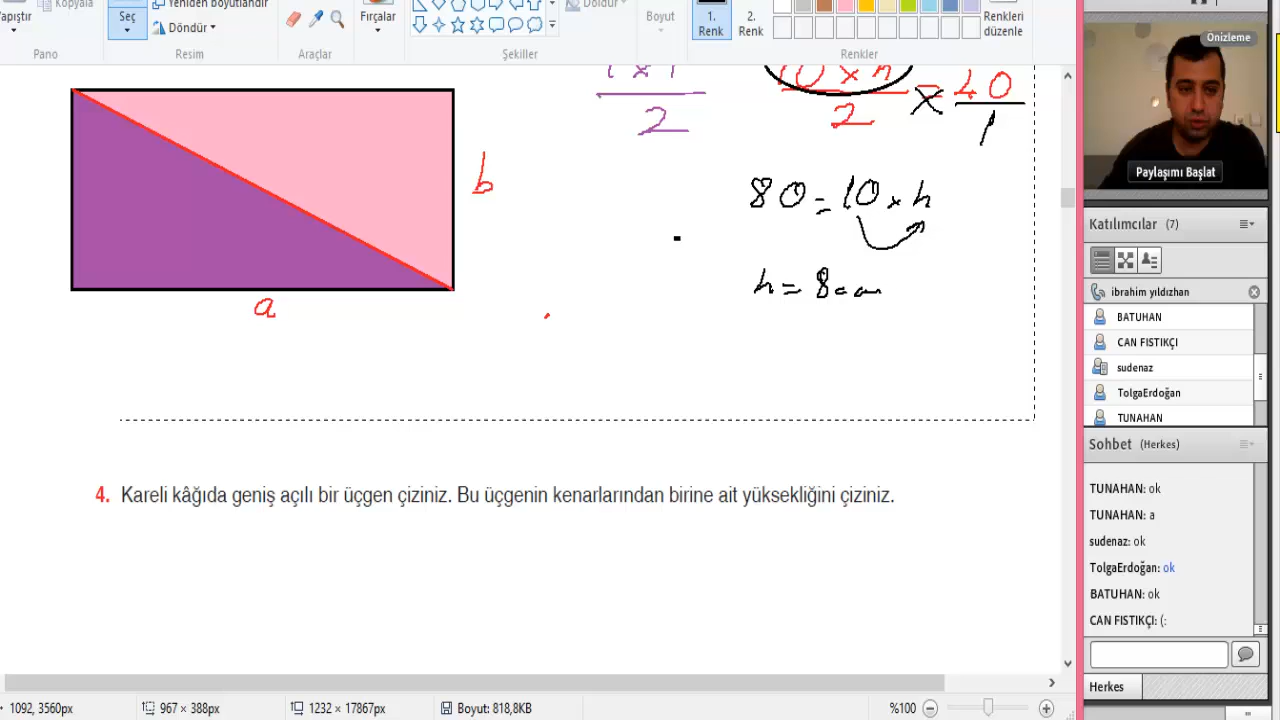 Kopyala
Yeniden boyutlandır
Döndür
Seç
Fırçalar
Doldur
Boyut
1.
Renk
2.
Renk
Renkleri
düzenle
Pano
Resim
Araçlar
Şekiller
Renkler
Önizleme
Paylaşımı Başlat
2
10 x h
2
x
40
1
b
80 = 10 x h
h = 8 cm
a
4. Kareli kâğıda geniş açılı bir üçgen çiziniz. Bu üçgenin kenarlarından birine ait yüksekliğini çiziniz.
Katılımcılar (7)
ibrahim yıldızhan
BATUHAN
CAN FISTIKÇI
sudenaz
TolgaErdoğan
TUNAHAN
Sohbet (Herkes)
TUNAHAN: ok
TUNAHAN: a
sudenaz: ok
TolgaErdoğan: ok
BATUHAN: ok
CAN FISTIKÇI: (:
Herkes
1092, 3560px
967 × 388px
1232 × 17867px
Boyut: 818,8KB
%100